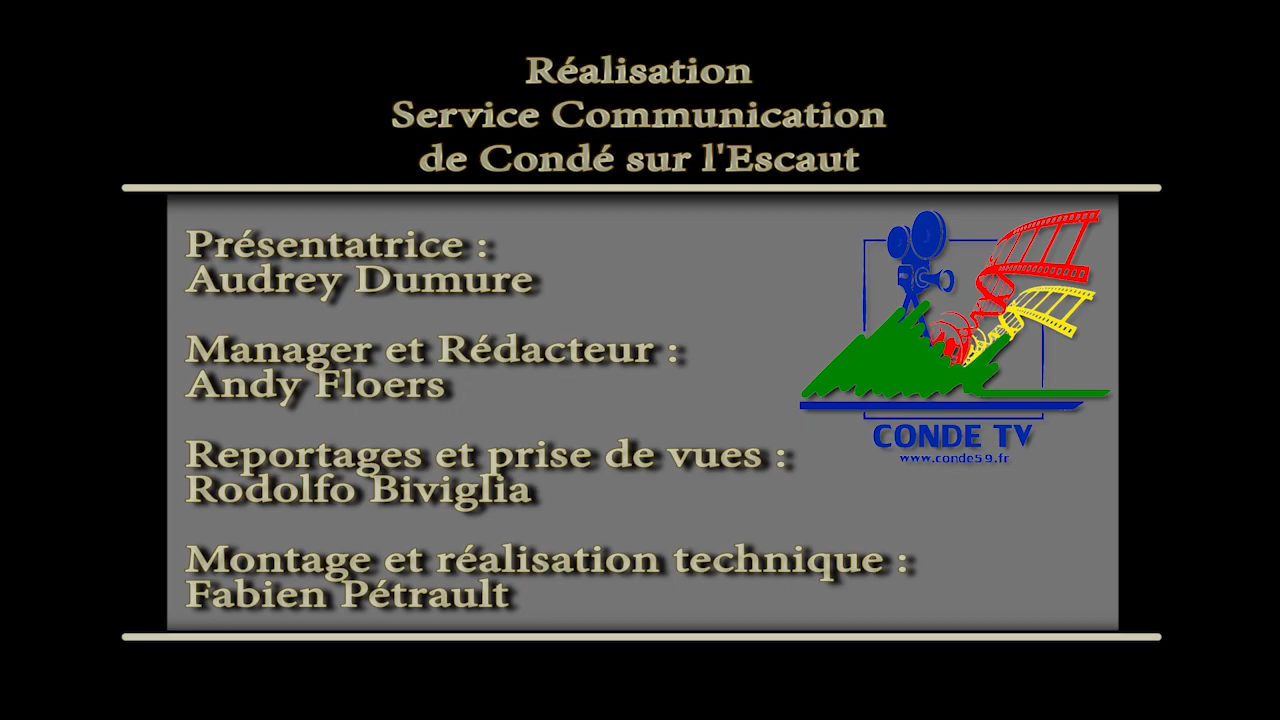 Réalisation
Service Communication
de Condé sur l'Escaut
Présentatrice :
Audrey Dumure
Manager et Rédacteur :
Andy Floers
Reportages et prise de vues :
Rodolfo Biviglia
Montage et réalisation technique :
Fabien Pétrault
CONDE TV
www.conde59.fr